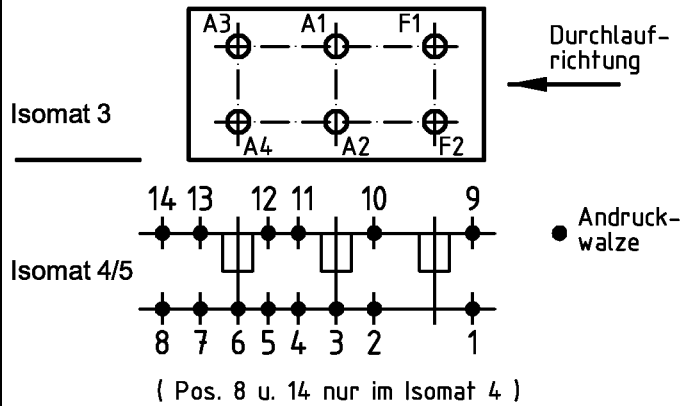 A3 A1 F1
Durchlauf-
richtung
Isomat 3
A4 A2 F2
14 13 12 11 10 9
Andruck-
walze
Isomat 4/5
8 7 6 5 4 3 2 1
( Pos. 8 u. 14 nur im Isomat 4 )